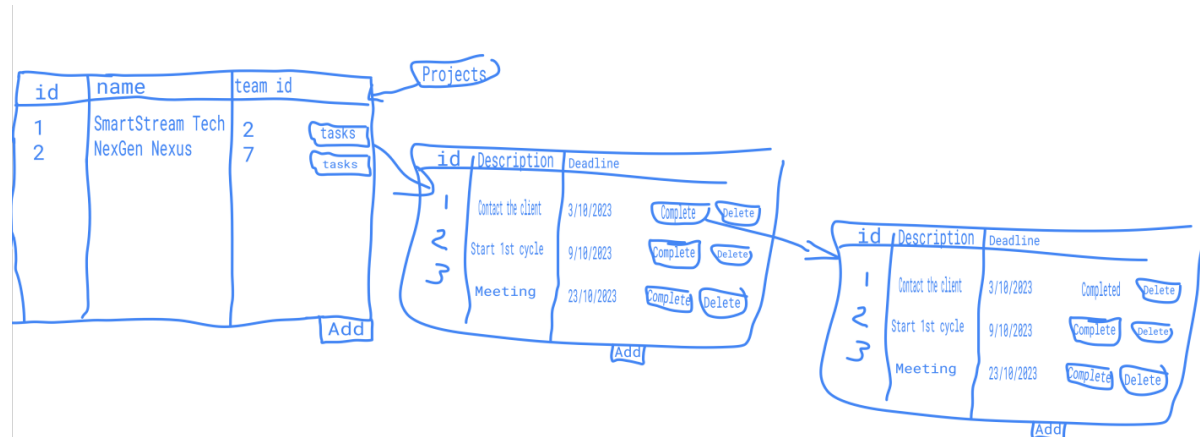 Projects
id name team id
1 SmartStream Tech 2 tasks
2 NexGen Nexus 7 tasks
Add
id Description Deadline
1 Contact the client 3/10/2023 Complete Delete
2 Start 1st cycle 9/10/2023 Complete Delete
3 Meeting 23/10/2023 Complete Delete
Add
id Description Deadline
1 Contact the client 3/10/2023 Completed Delete
2 Start 1st cycle 9/10/2023 Complete Delete
3 Meeting 23/10/2023 Complete Delete
Add